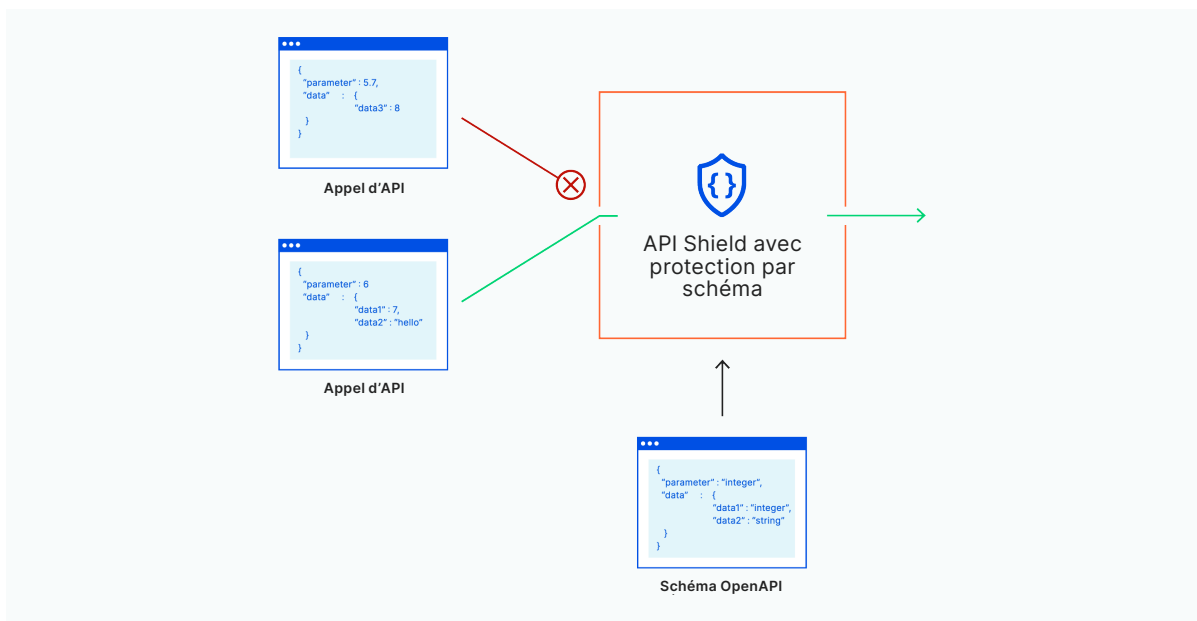 {
"parameter" : 5.7,
"data" : {
"data3" : 8
}
}
Appel d'API
{
"parameter" : 6
"data" : {
"data1" : 7,
"data2" : "hello"
}
}
Appel d'API
API Shield avec
protection par
schéma
{
"parameter" : "integer",
"data" : {
"data1" : "integer",
"data2" : "string"
}
}
Schéma OpenAPI